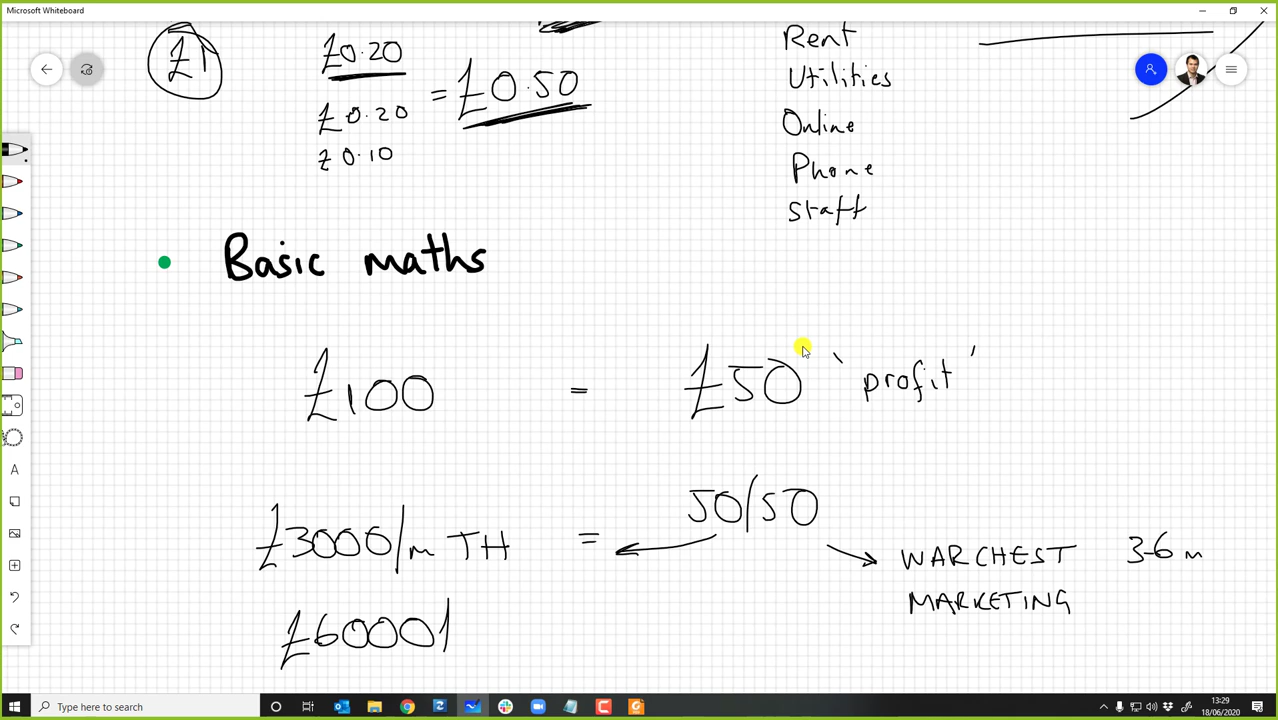 Microsoft Whiteboard
£1
£0.20
£0.20
£0.10
= £0.50
Rent
Utilities
Online
Phone
Staff
• Basic maths
£100 = £50 'profit'
£3000/m TH = 50/50
WARCHEST 3-6 m
MARKETING
£6000/
A
Type here to search
13:29
18/06/2020